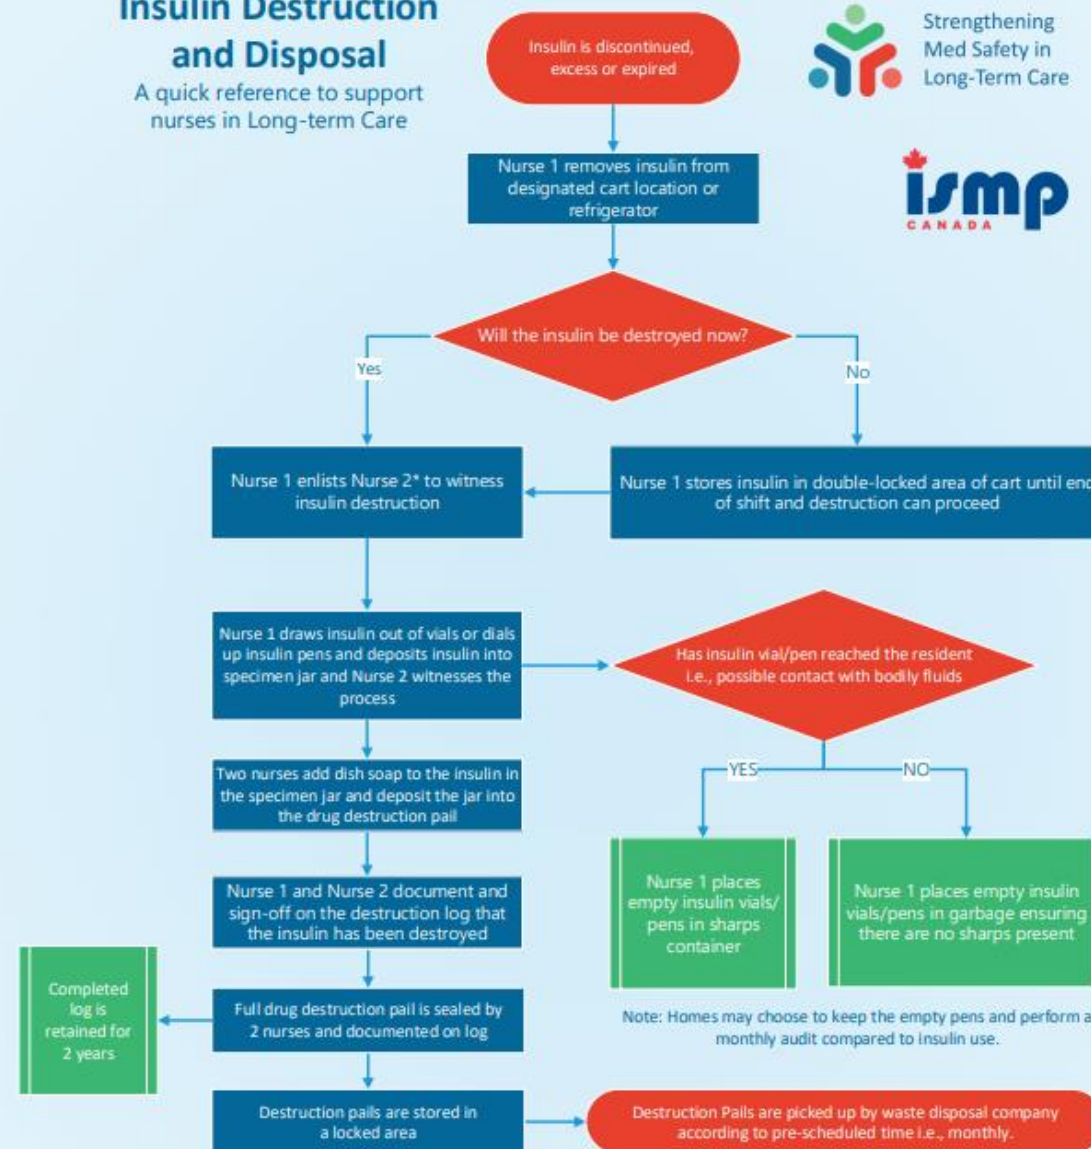 Insulin Destruction
and Disposal
A quick reference to support
nurses in Long-term Care
Insulin is discontinued,
excess or expired
Strengthening
Med Safety in
Long-Term Care
ismp
CANADA
Nurse 1 removes insulin from
designated cart location or
refrigerator
Will the insulin be destroyed now?
Yes
No
Nurse 1 enlists Nurse 2* to witness
insulin destruction
Nurse 1 stores insulin in double-locked area of cart until end
of shift and destruction can proceed
Nurse 1 draws insulin out of vials or dials
up insulin pens and deposits insulin into
specimen jar and Nurse 2 witnesses the
process
Has insulin vial/pen reached the resident
i.e., possible contact with bodily fluids
YES
NO
Two nurses add dish soap to the insulin in
the specimen jar and deposit the jar into
the drug destruction pail
Nurse 1 places
empty insulin vials/
pens in sharps
container
Nurse 1 places empty insulin
vials/pens in garbage ensuring
there are no sharps present
Nurse 1 and Nurse 2 document and
sign-off on the destruction log that
the insulin has been destroyed
Completed
log is
retained for
2 years
Full drug destruction pail is sealed by
2 nurses and documented on log
Note: Homes may choose to keep the empty pens and perform a
monthly audit compared to insulin use.
Destruction pails are stored in
a locked area
Destruction Pails are picked up by waste disposal company
according to pre-scheduled time i.e., monthly.